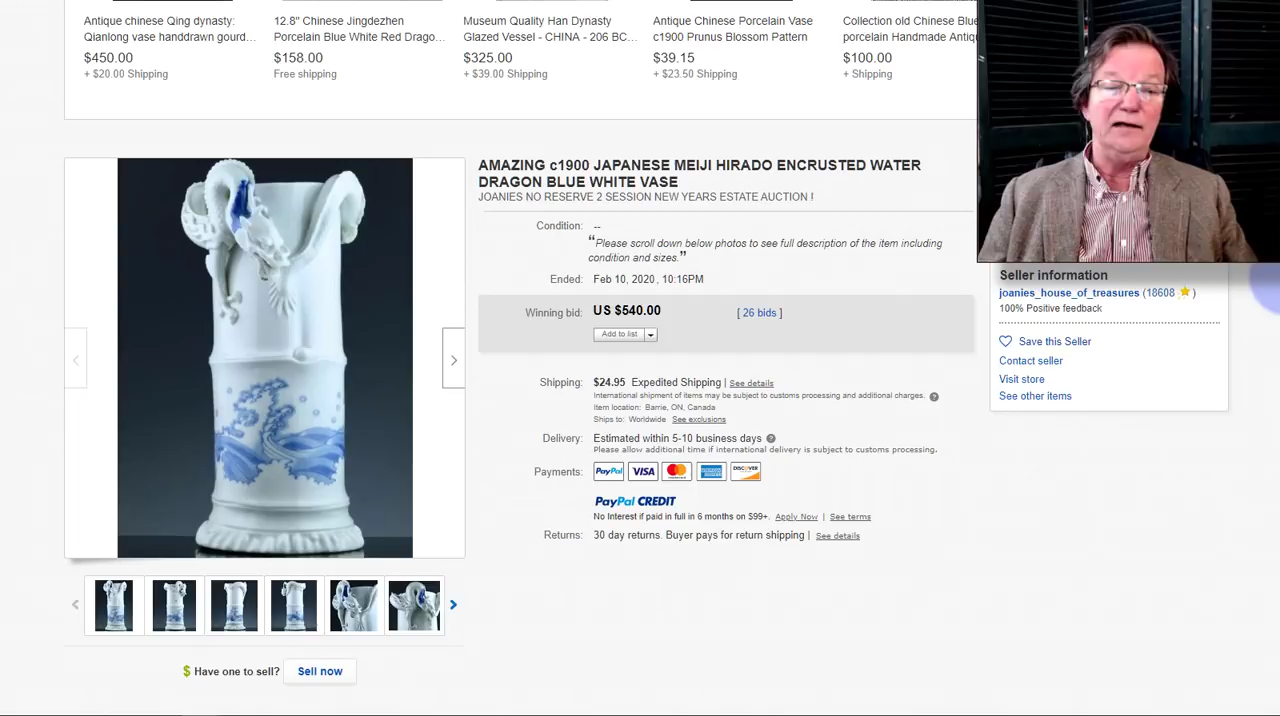 Antique chinese Qing dynasty:
Qianlong vase handdrawn gourd...
$450.00
+ $20.00 Shipping
12.8" Chinese Jingdezhen
Porcelain Blue White Red Drago...
$158.00
Free shipping
Museum Quality Han Dynasty
Glazed Vessel - CHINA - 206 BC...
$325.00
+ $39.00 Shipping
Antique Chinese Porcelain Vase
c1900 Prunus Blossom Pattern
$39.15
+ $23.50 Shipping
Collection old Chinese Blue
porcelain Handmade Antiq
$100.00
+ Shipping
AMAZING c1900 JAPANESE MEIJI HIRADO ENCRUSTED WATER
DRAGON BLUE WHITE VASE
JOANIES NO RESERVE 2 SESSION NEW YEARS ESTATE AUCTION !
Condition: --
“Please scroll down below photos to see full description of the item including
condition and sizes.”
Ended: Feb 10, 2020 , 10:16PM
Winning bid: US $540.00 [ 26 bids ]
Add to list
Shipping: $24.95 Expedited Shipping | See details
International shipment of items may be subject to customs processing and additional charges. ?
Item location: Barrie, ON, Canada
Ships to: Worldwide See exclusions
Delivery: Estimated within 5-10 business days ?
Please allow additional time if international delivery is subject to customs processing.
Payments: PayPal VISA MasterCard AMERICAN EXPRESS DISCOVER
PayPal CREDIT
No Interest if paid in full in 6 months on $99+. Apply Now | See terms
Returns: 30 day returns. Buyer pays for return shipping | See details
Seller information
joanies_house_of_treasures (18608 )
100% Positive feedback
Save this Seller
Contact seller
Visit store
See other items
$ Have one to sell? Sell now